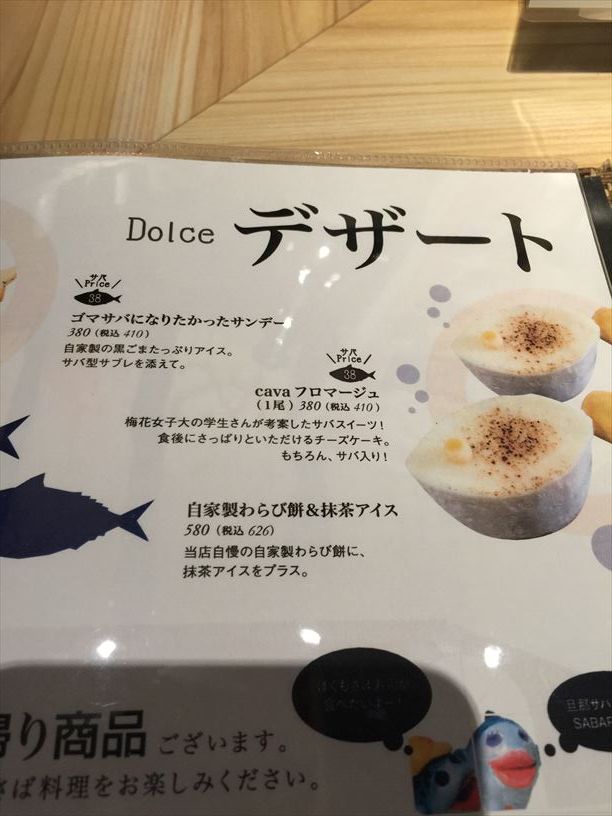 Dolce デザート
サバ
Price
38
ゴマサバになりたかったサンデー
380（税込 410）
自家製の黒ごまたっぷりアイス。
サバ型サブレを添えて。
サバ
Price
38
cava フロマージュ
（1尾）380（税込 410）
梅花女子大の学生さんが考案したサバスイーツ！
食後にさっぱりといただけるチーズケーキ。
もちろん、サバ入り！
自家製わらび餅＆抹茶アイス
580（税込 626）
当店自慢の自家製わらび餅に、
抹茶アイスをプラス。
旦那サバ
SABAR
帰り商品ございます。
さば料理をお楽しみください。